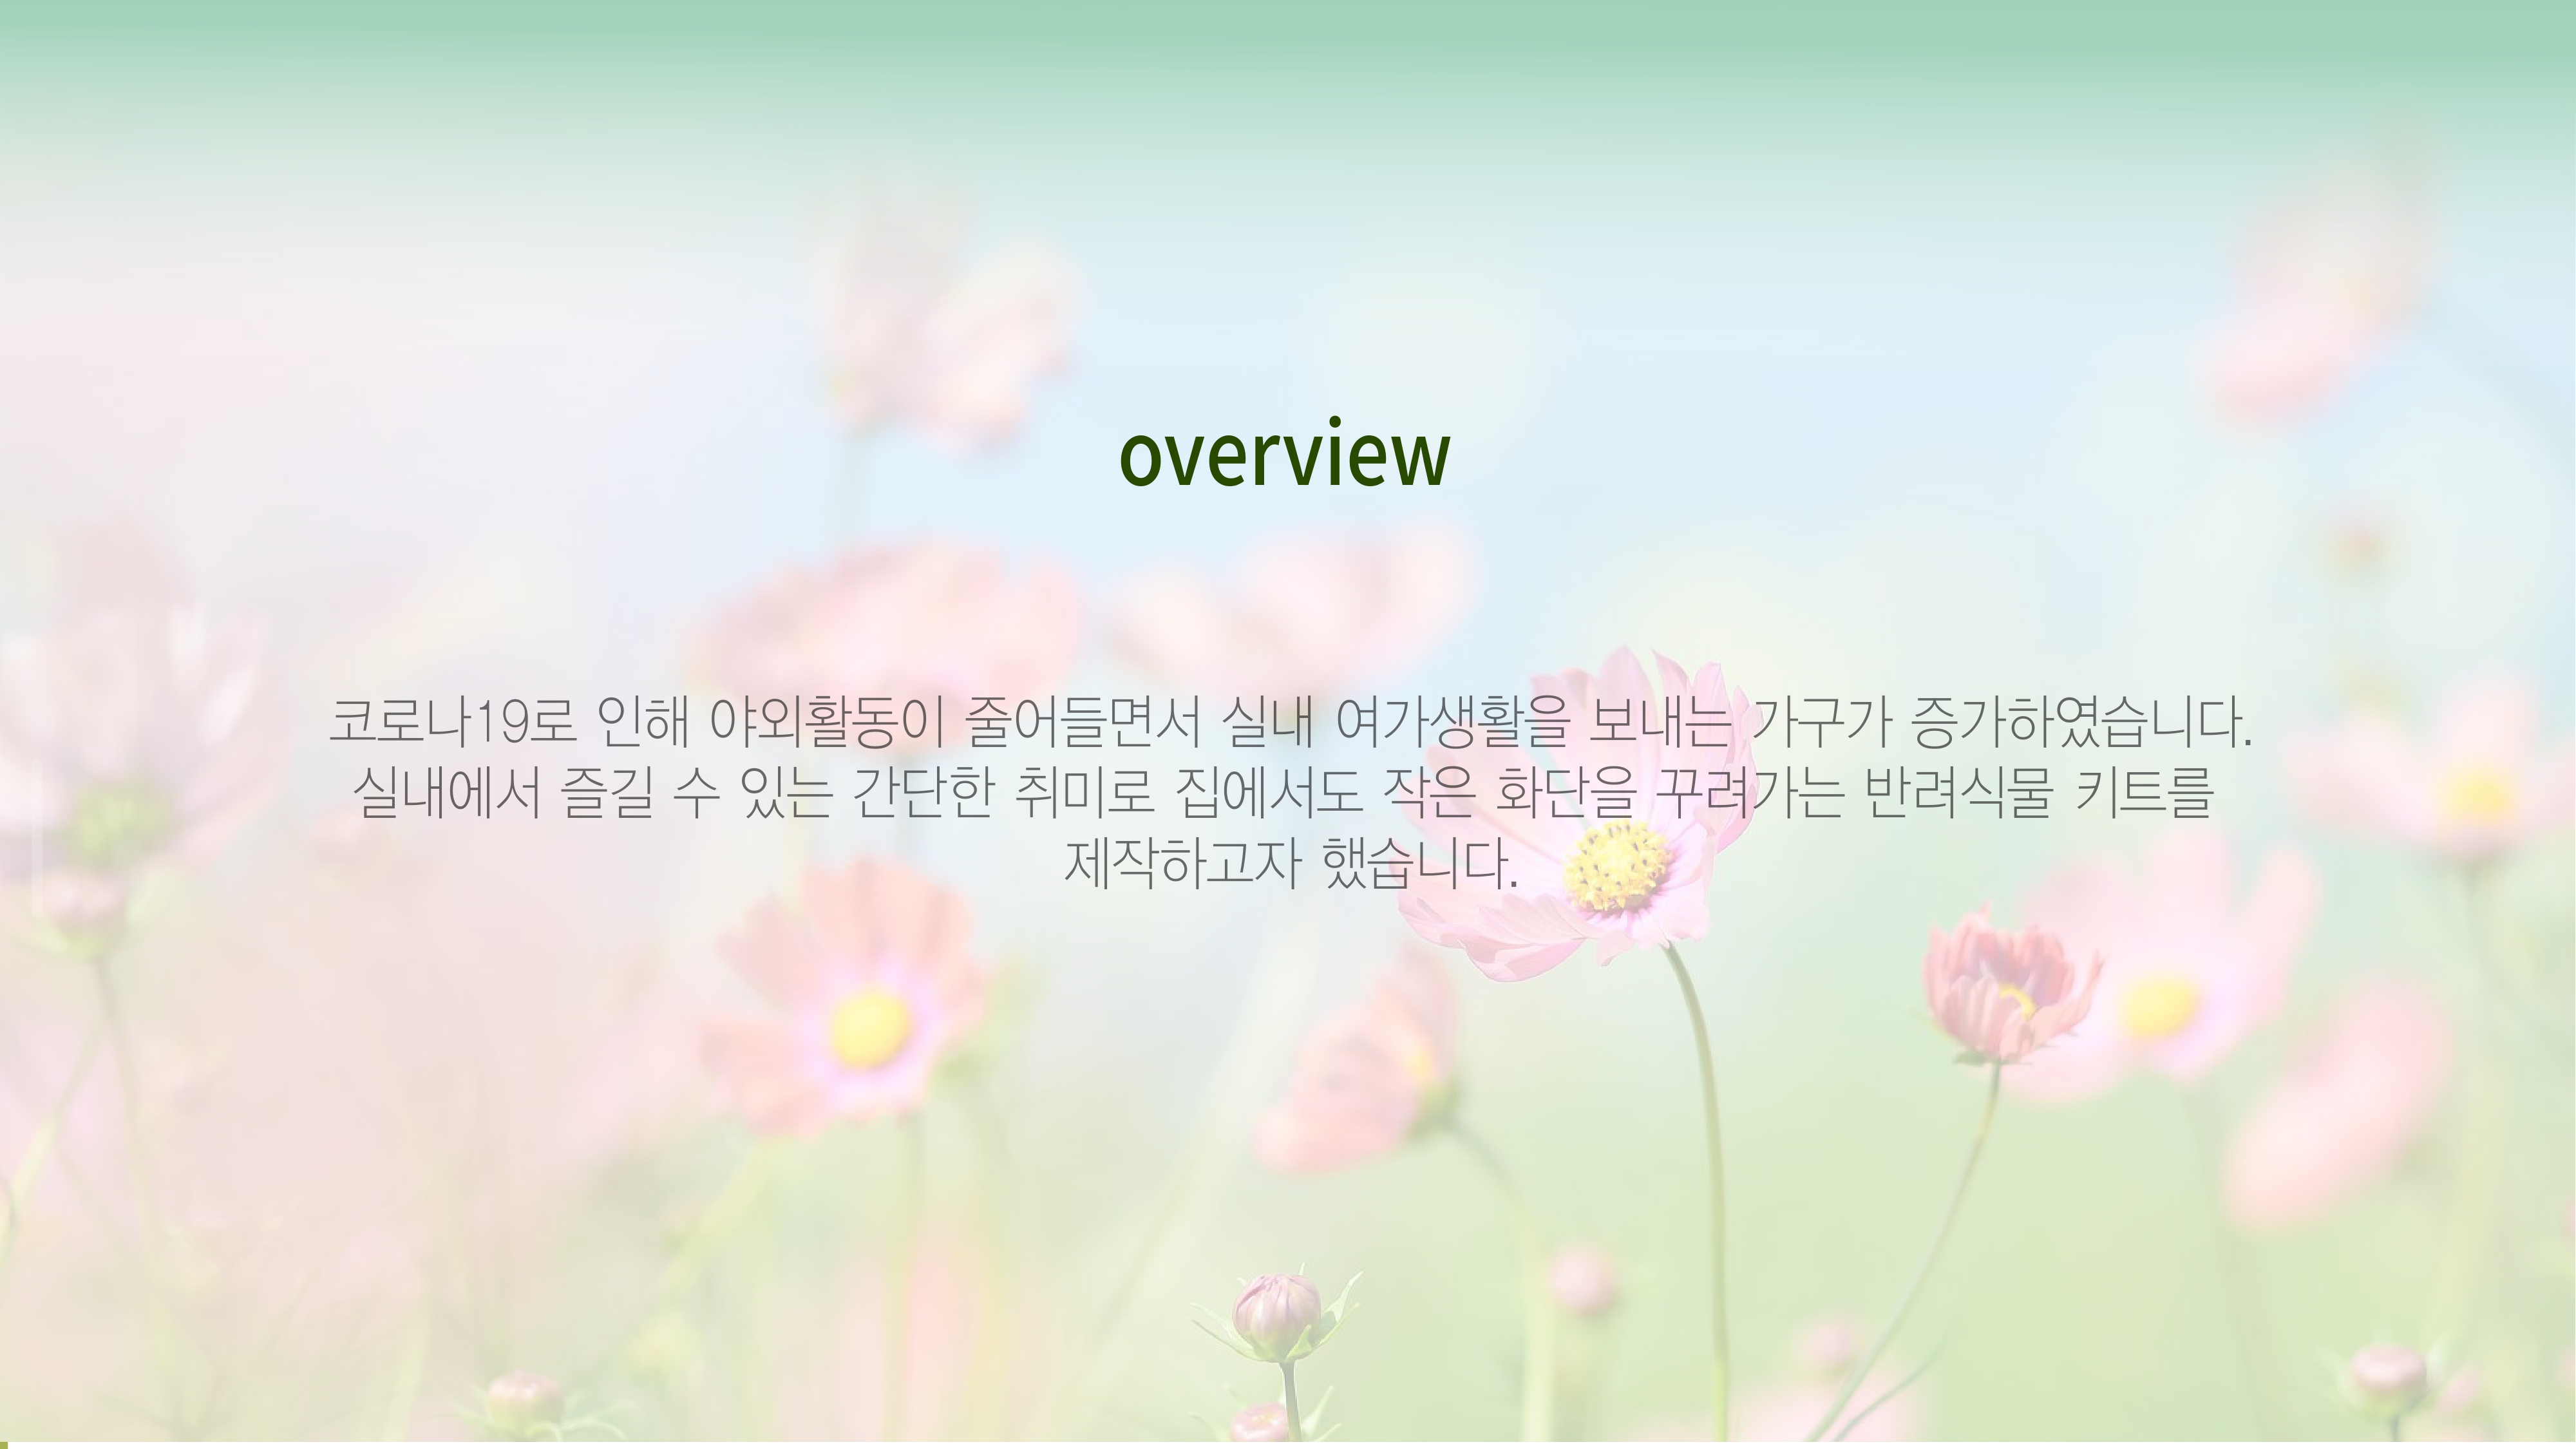 overview
코로나19로 인해 야외활동이 줄어들면서 실내 여가생활을 보내는 가구가 증가하였습니다.
실내에서 즐길 수 있는 간단한 취미로 집에서도 작은 화단을 꾸려가는 반려식물 키트를
제작하고자 했습니다.